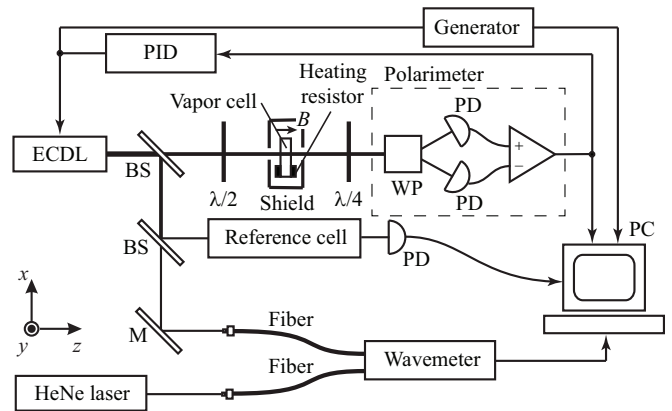 Generator
PID
Heating
resistor
Polarimeter
Vapor cell
B
PD
ECDL
BS
WP
+
−
λ/2
Shield
λ/4
PD
PC
BS
Reference cell
PD
x
y
z
M
Fiber
Fiber
Wavemeter
HeNe laser